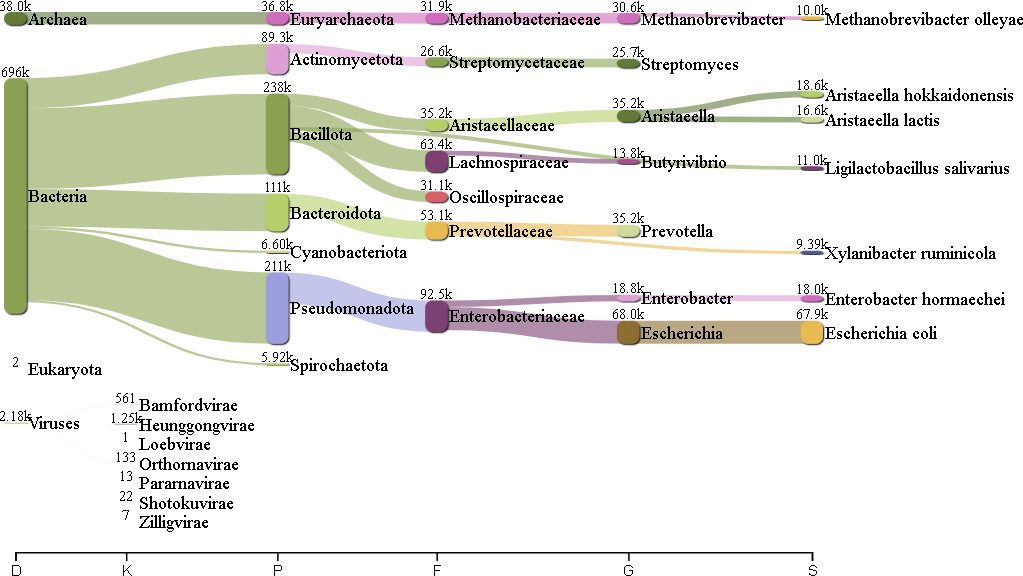 38.0k
Archaea
36.8k
Euryarchaeota
31.9k
Methanobacteriaceae
30.6k
Methanobrevibacter
10.0k
Methanobrevibacter olleyae
89.3k
Actinomycetota
26.6k
Streptomycetaceae
25.7k
Streptomyces
696k
Bacteria
238k
Bacillota
35.2k
Aristaeellaceae
35.2k
Aristaeella
18.6k
Aristaeella hokkaidonensis
16.6k
Aristaeella lactis
63.4k
Lachnospiraceae
13.8k
Butyrivibrio
11.0k
Ligilactobacillus salivarius
31.1k
Oscillospiraceae
111k
Bacteroidota
53.1k
Prevotellaceae
35.2k
Prevotella
9.39k
Xylanibacter ruminicola
6.60k
Cyanobacteriota
211k
Pseudomonadota
92.5k
Enterobacteriaceae
18.8k
Enterobacter
18.0k
Enterobacter hormaechei
68.0k
Escherichia
67.9k
Escherichia coli
5.92k
Spirochaetota
2
Eukaryota
2.18k
Viruses
561
Bamfordvirae
1.25k
Heunggongvirae
1
Loebvirae
133
Orthornavirae
13
Pararnavirae
22
Shotokuvirae
7
Zilligvirae
D K P F G S